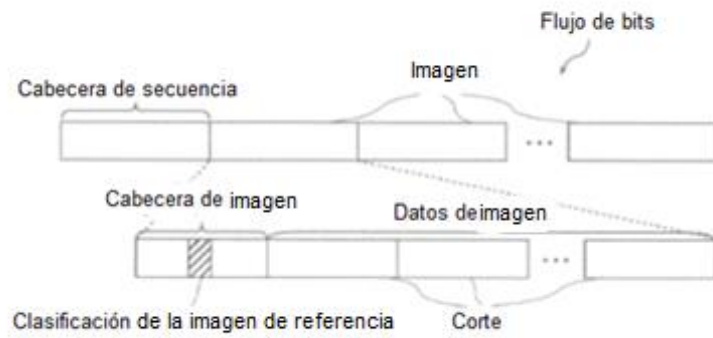 Flujo de bits
Imagen
Cabecera de secuencia
...
Cabecera de imagen
Datos deimagen
...
Clasificación de la imagen de referencia
Corte